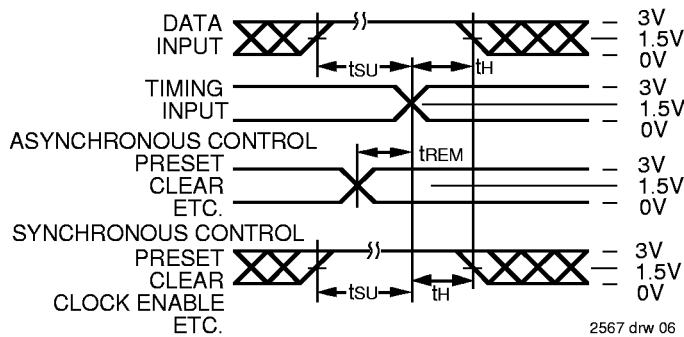 DATA
INPUT
3V
1.5V
0V
tSU
tH
TIMING
INPUT
3V
1.5V
0V
ASYNCHRONOUS CONTROL
PRESET
CLEAR
ETC.
tREM
3V
1.5V
0V
SYNCHRONOUS CONTROL
PRESET
CLEAR
CLOCK ENABLE
ETC.
tSU
tH
3V
1.5V
0V
2567 drw 06